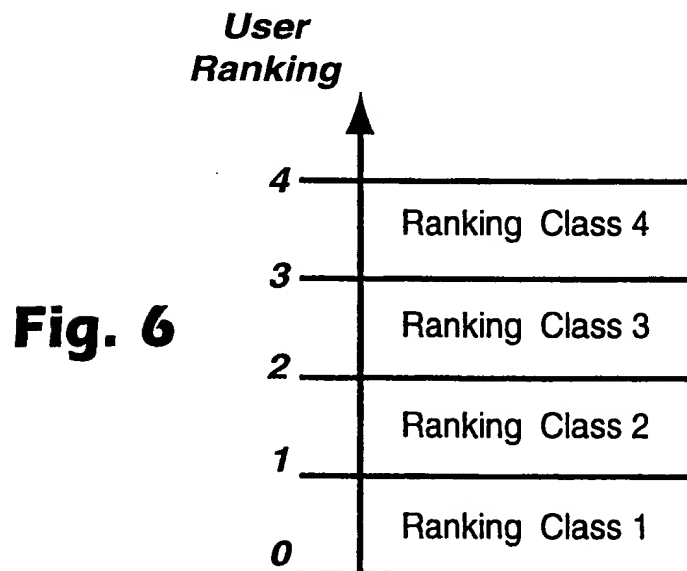 User
Ranking
4
Ranking Class 4
3
Fig. 6
Ranking Class 3
2
Ranking Class 2
1
Ranking Class 1
0